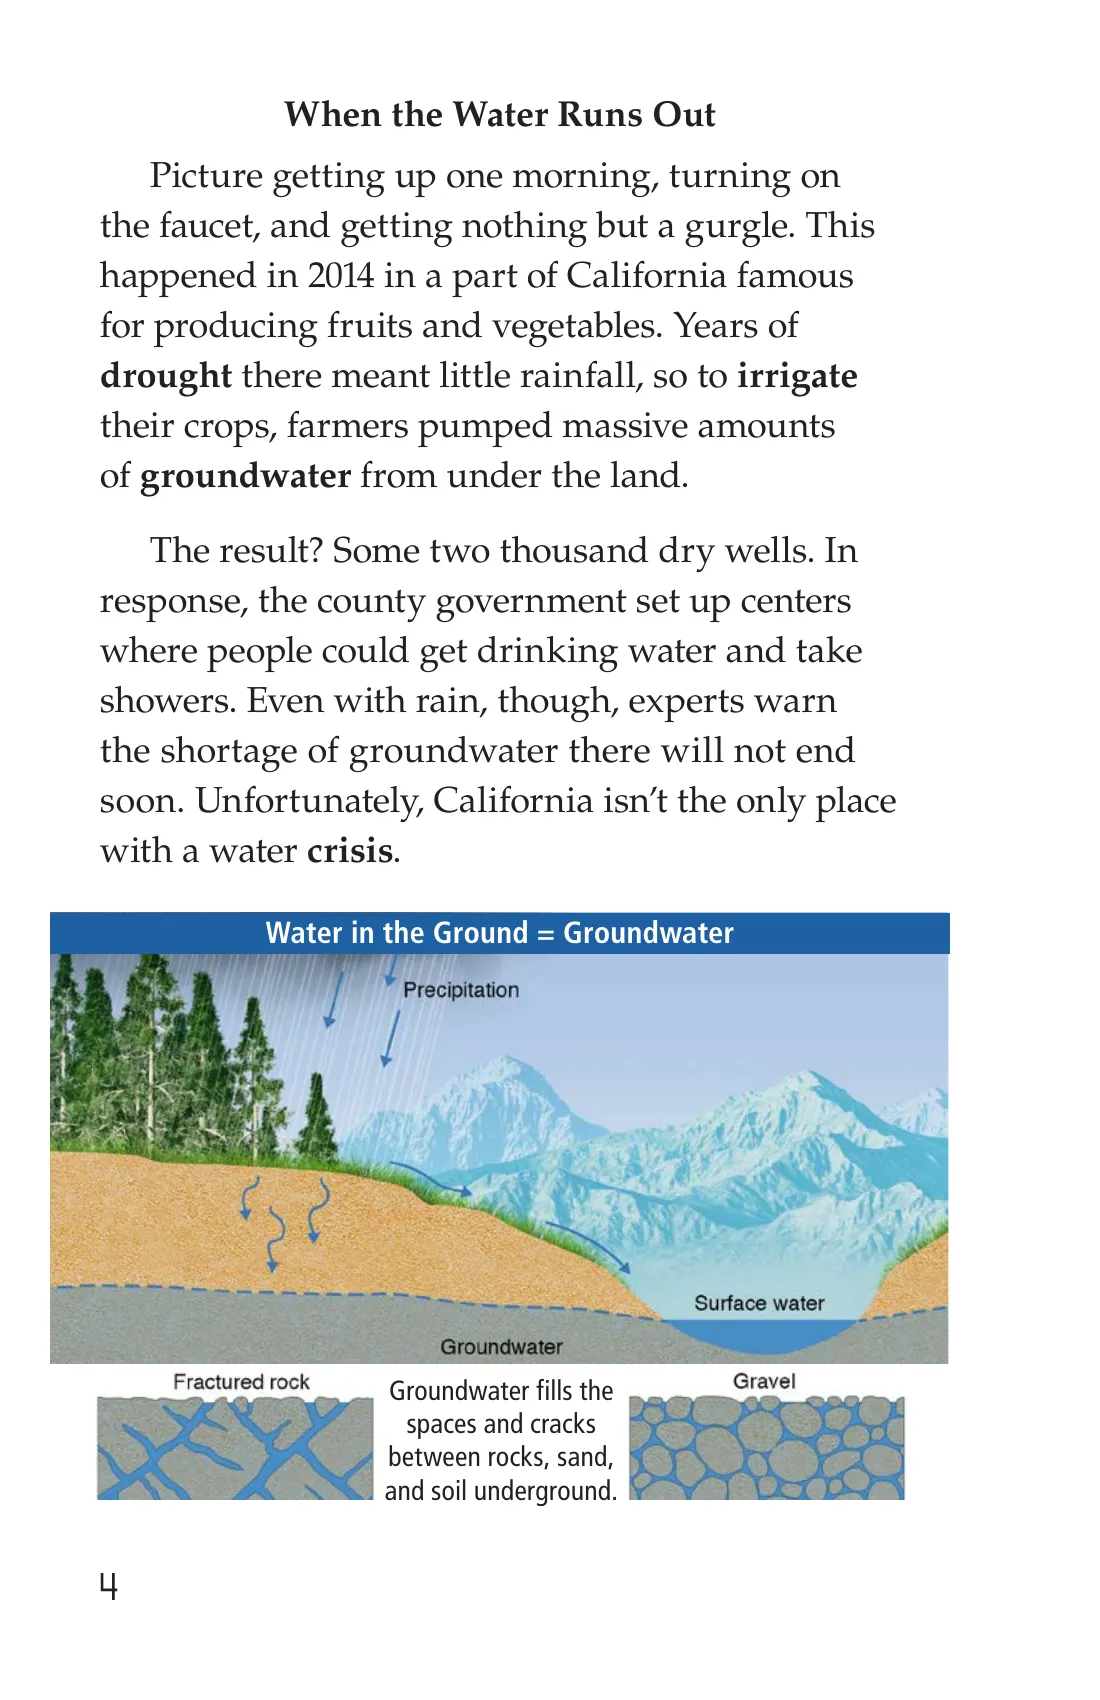 When the Water Runs Out
Picture getting up one morning, turning on
the faucet, and getting nothing but a gurgle. This
happened in 2014 in a part of California famous
for producing fruits and vegetables. Years of
drought there meant little rainfall, so to irrigate
their crops, farmers pumped massive amounts
of groundwater from under the land.
The result? Some two thousand dry wells. In
response, the county government set up centers
where people could get drinking water and take
showers. Even with rain, though, experts warn
the shortage of groundwater there will not end
soon. Unfortunately, California isn’t the only place
with a water crisis.
Water in the Ground = Groundwater
Precipitation
Surface water
Groundwater
Fractured rock
Groundwater fills the
spaces and cracks
between rocks, sand,
and soil underground.
Gravel
4